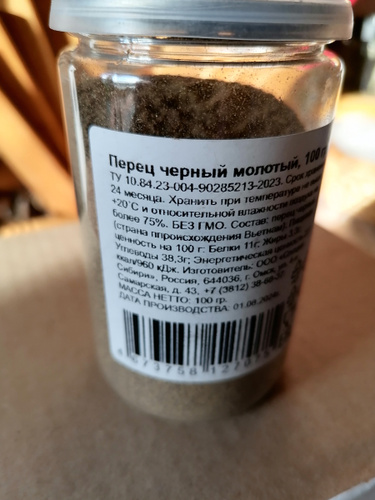 Перец черный молотый, 100
ТУ 10.84.23-004-90285213-2023. Срок
24 месяца. Хранить при температуре не
+20°С и относительной влажности
более 75%. БЕЗ ГМО. Состав: перец
(страна ппроисхождения Вьетнам).
ценность на 100 г: Белки 11г; Жиры
Углеводы 38,3г; Энергетическая
ккал/960 кДж. Изготовитель: ООО
Сибири», Россия, 644036, г. Омск,
Самарская, д. 43, +7 (3812)
МАССА НЕТТО: 100 гр.
ДАТА ПРОИЗВОДСТВА: 01.08.2024